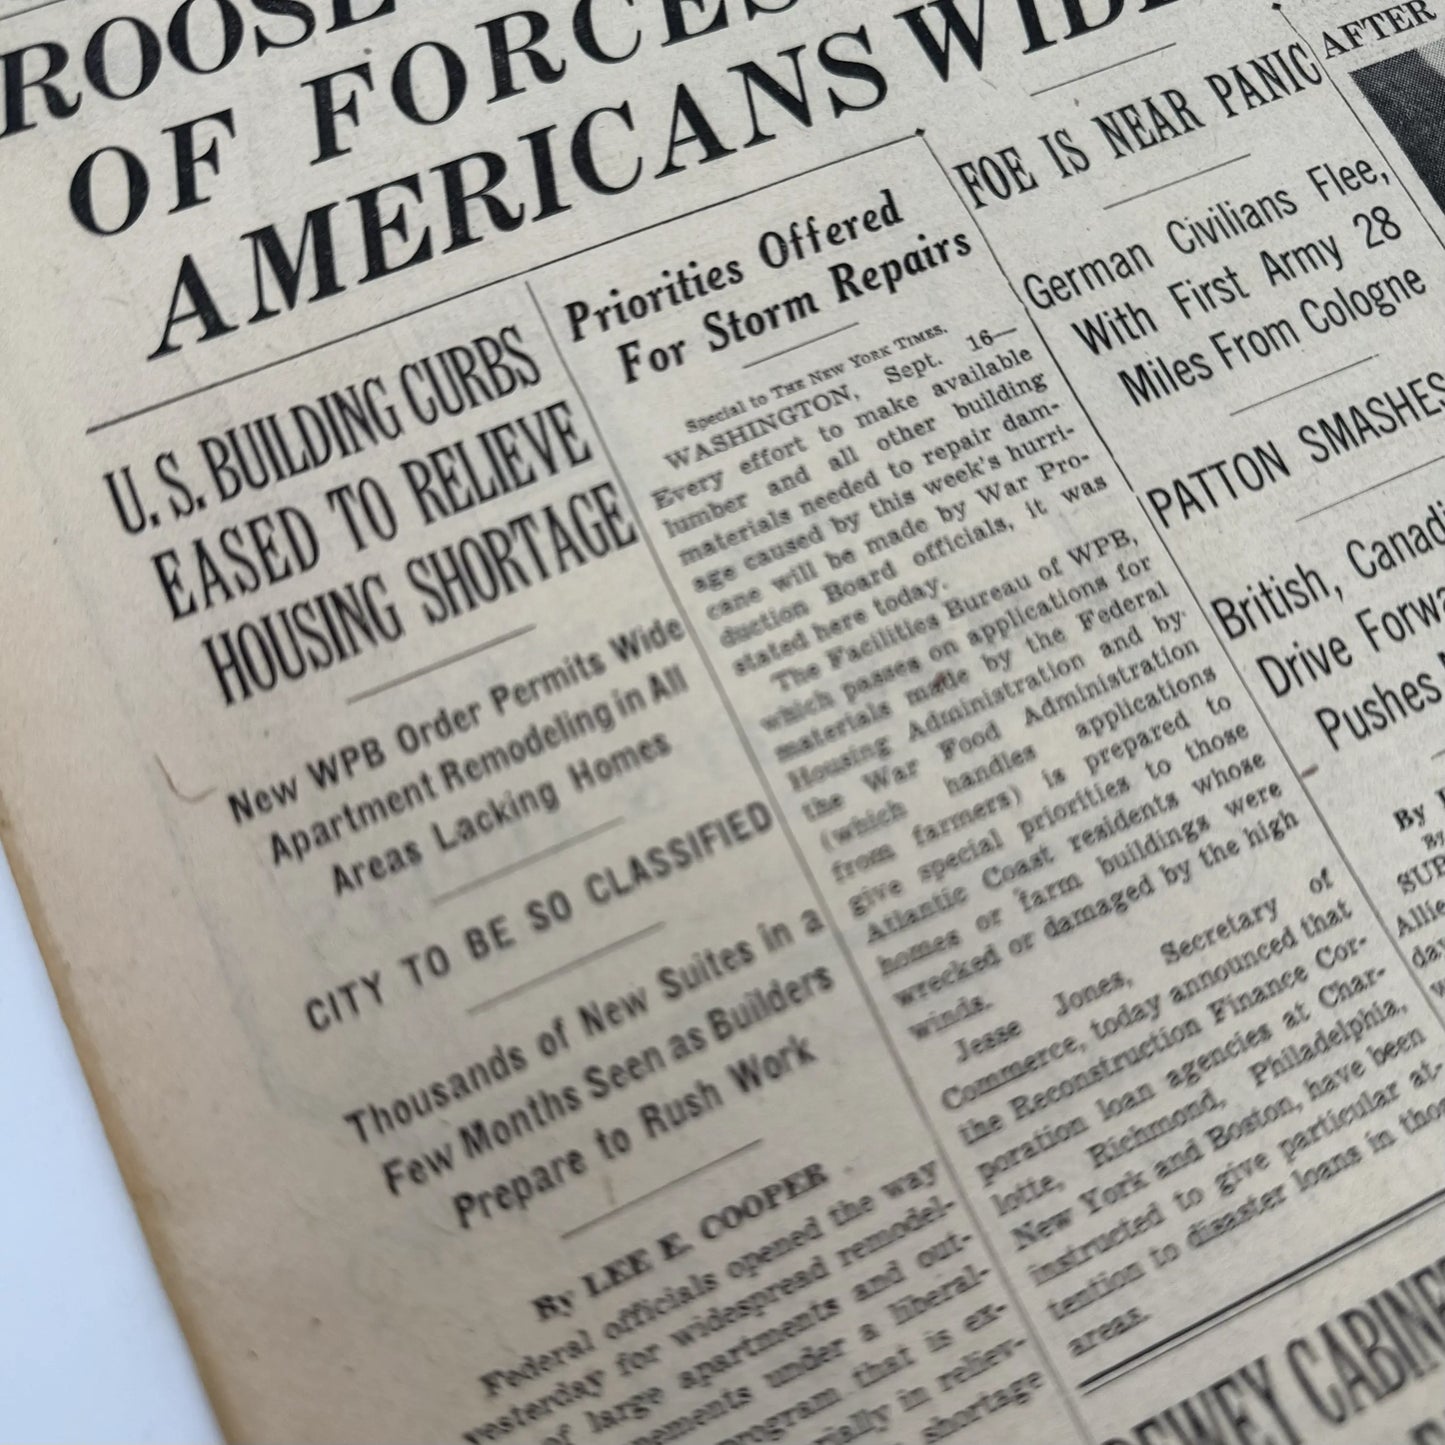 OF FORCES
AMERICANS
U. S. BUILDING CURBS
EASED TO RELIEVE
HOUSING SHORTAGE
New WPB Order Permits Wide
Apartment Remodeling in All
Areas Lacking Homes
CITY TO BE SO CLASSIFIED
Thousands of New Suites in a
Few Months Seen as Builders
Prepare to Rush Work
By LEE E. COOPER
Federal officials opened the way
yesterday for widespread remodel-
of large apartments and out-
under a liberal-
program that is ex-
in reliev-
shortage
Priorities Offered
For Storm Repairs
Special to THE NEW YORK TIMES.
WASHINGTON, Sept. 16—
Every effort to make available
lumber and all other building
materials needed to repair dam-
age caused by this week's hurri-
cane will be made by War Pro-
duction Board officials, it was
stated here today.
The Facilities Bureau of WPB,
which passes on applications for
materials made by the Federal
Housing Administration and by
the War Food Administration
(which handles applications
from farmers) is prepared to
give special priorities to those
Atlantic Coast residents whose
homes or farm buildings were
wrecked or damaged by the high
winds.
Jesse Jones, Secretary of
Commerce, today announced that
the Reconstruction Finance Cor-
poration loan agencies at Char-
lotte, Richmond, Philadelphia,
New York and Boston, have been
instructed to give particular at-
tention to disaster loans in those
areas.
FOE IS NEAR PANIC
German Civilians Flee,
With First Army 28
Miles From Cologne
PATTON SMASHES
British,
Drive
Pushes
By
By
AFTER
CABINE